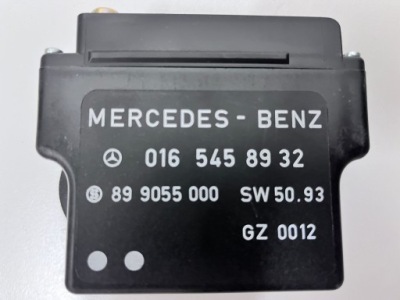 MERCEDES - BENZ
016 545 89 32
89 9055 000 SW 50.93
GZ 0012